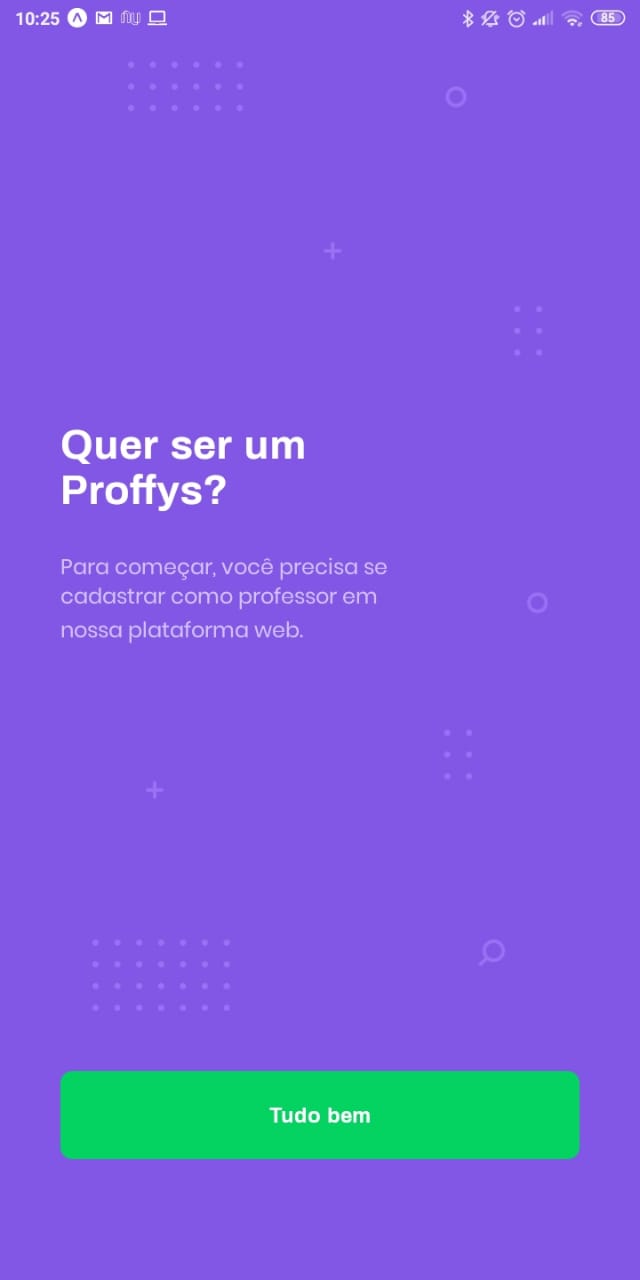 10:25
85
Quer ser um
Proffys?
Para começar, você precisa se
cadastrar como professor em
nossa plataforma web.
Tudo bem